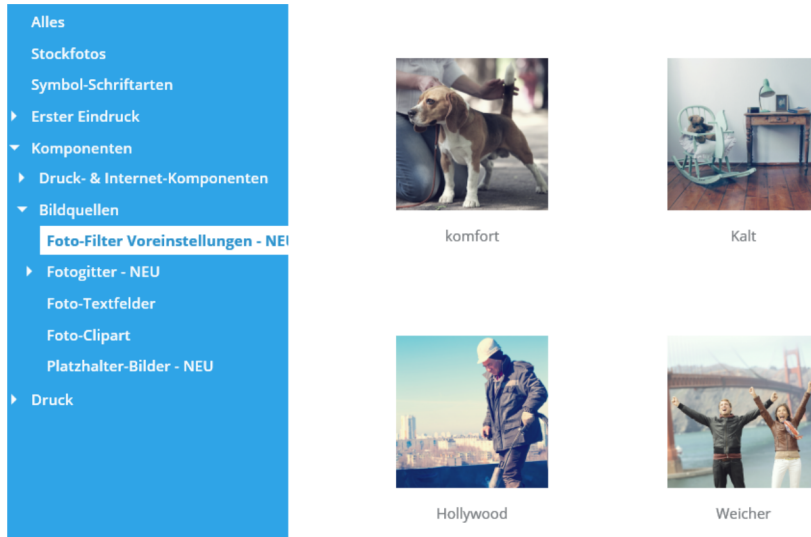 Alles
Stockfotos
Symbol-Schriftarten
Erster Eindruck
Komponenten
Druck- & Internet-Komponenten
Bildquellen
Foto-Filter Voreinstellungen - NEU
Fotogitter - NEU
Foto-Textfelder
Foto-Clipart
Platzhalter-Bilder - NEU
Druck
komfort
Kalt
Hollywood
Weicher